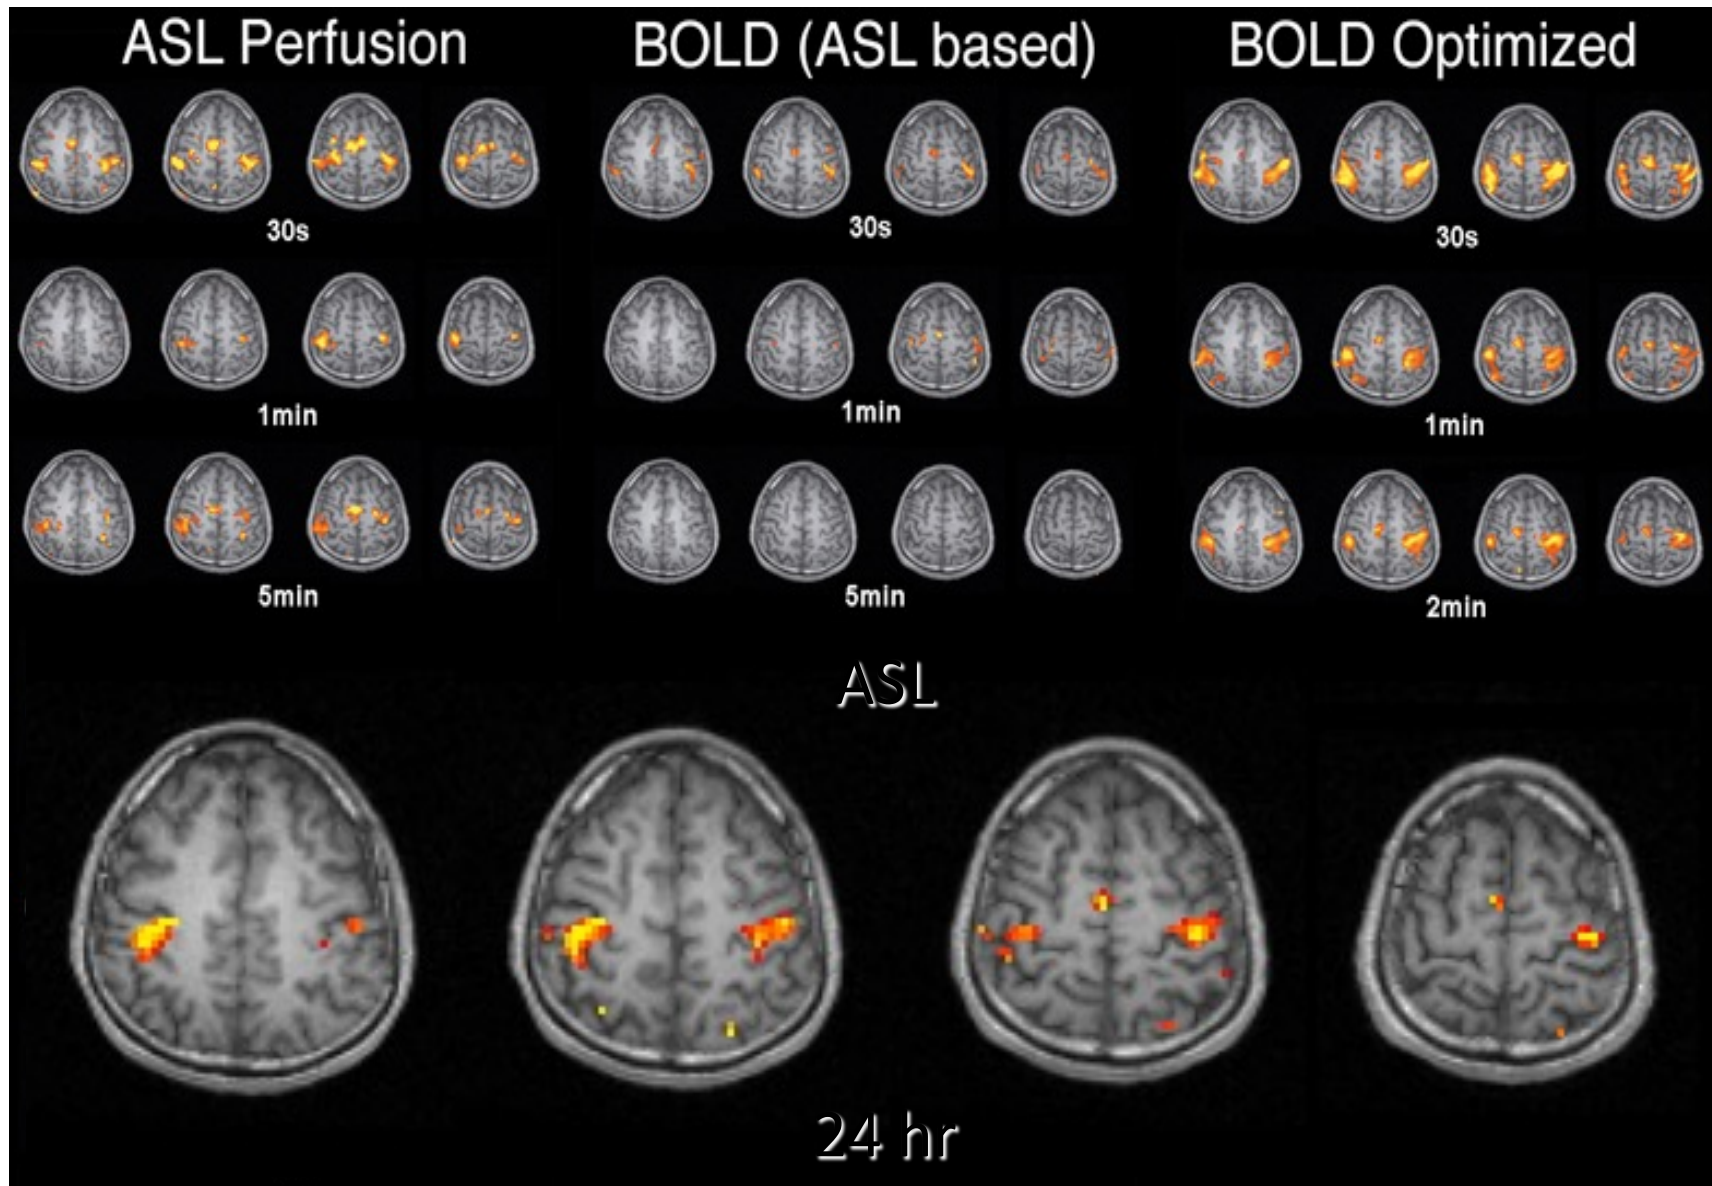 ASL Perfusion
BOLD (ASL based)
BOLD Optimized
30s
30s
30s
1min
1min
1min
5min
5min
2min
ASL
24 hr